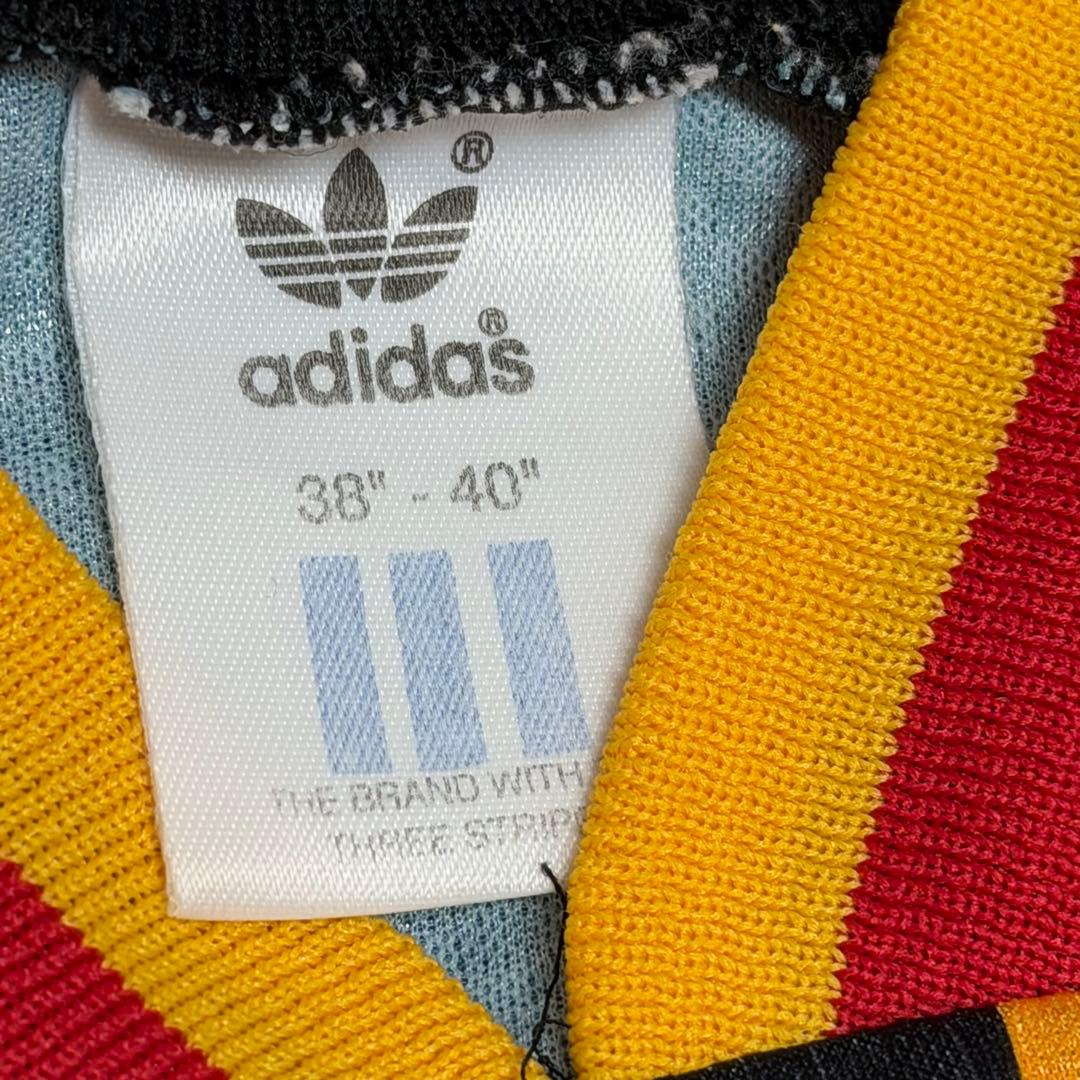 ®
adidas®
38" - 40"
THE BRAND WITH
THREE STRIP